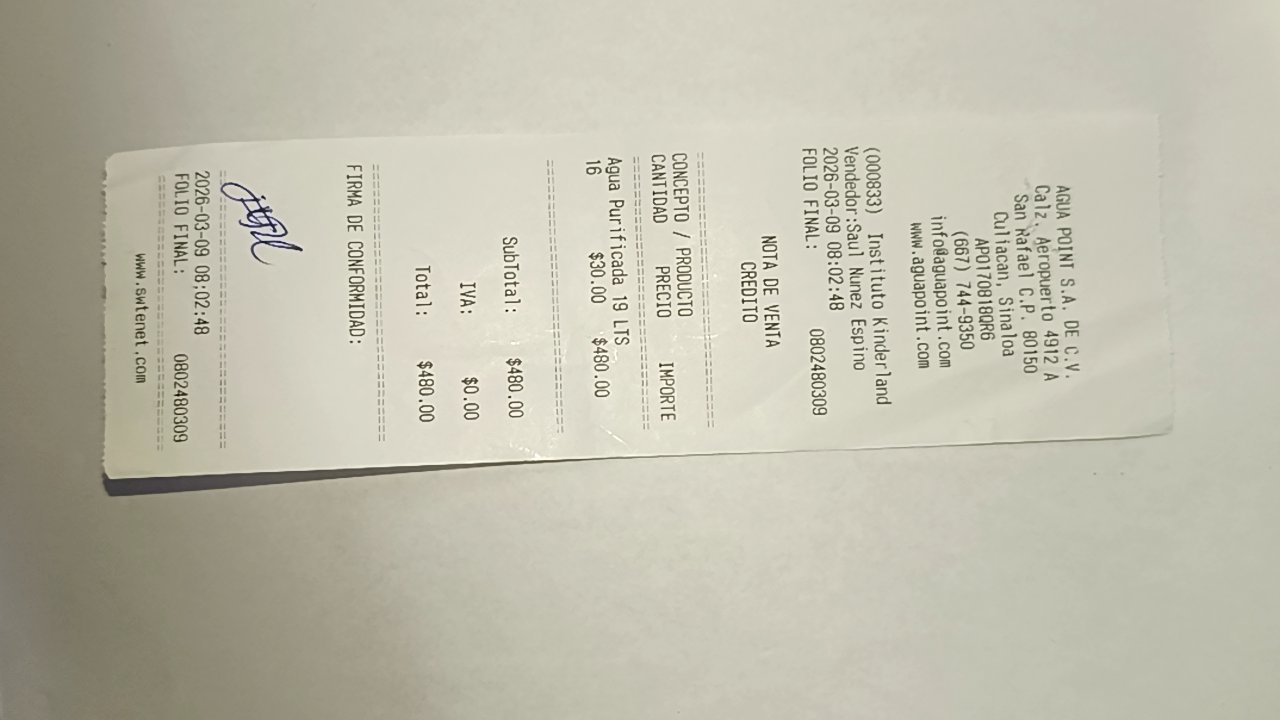 AGUA POINT S.A. DE C.V.
Calz. Aeropuerto 4912 A
San Rafael C.P. 80150
Culiacan, Sinaloa
APO170818QR6
(667) 744-9350
info@aguapoint.com
www.aguapoint.com
(000833) Instituto Kinderland
Vendedor:Saul Nunez Espino
2026-03-09 08:02:48
FOLIO FINAL: 0802480309
NOTA DE VENTA
CREDITO
CONCEPTO / PRODUCTO
CANTIDAD PRECIO IMPORTE
Agua Purificada 19 LTS
16 $30.00 $480.00
SubTotal: $480.00
IVA: $0.00
Total: $480.00
FIRMA DE CONFORMIDAD:
2026-03-09 08:02:48
FOLIO FINAL: 0802480309
www.swltenet.com